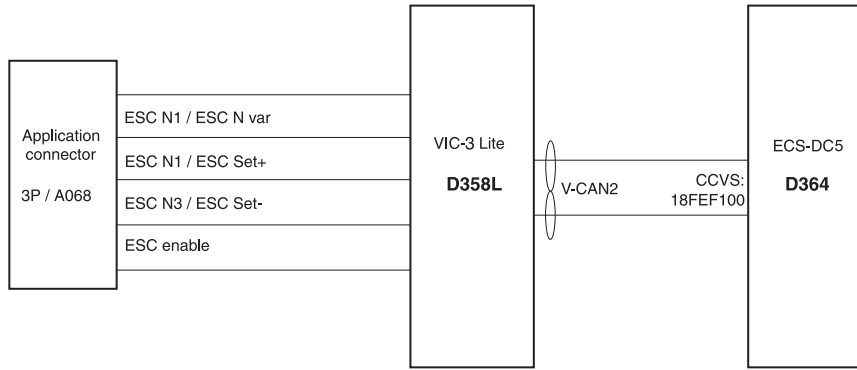 Application
connector
3P / A068
ESC N1 / ESC N var
ESC N1 / ESC Set+
ESC N3 / ESC Set-
ESC enable
VIC-3 Lite
D358L
V-CAN2
CCVS:
18FEF100
ECS-DC5
D364